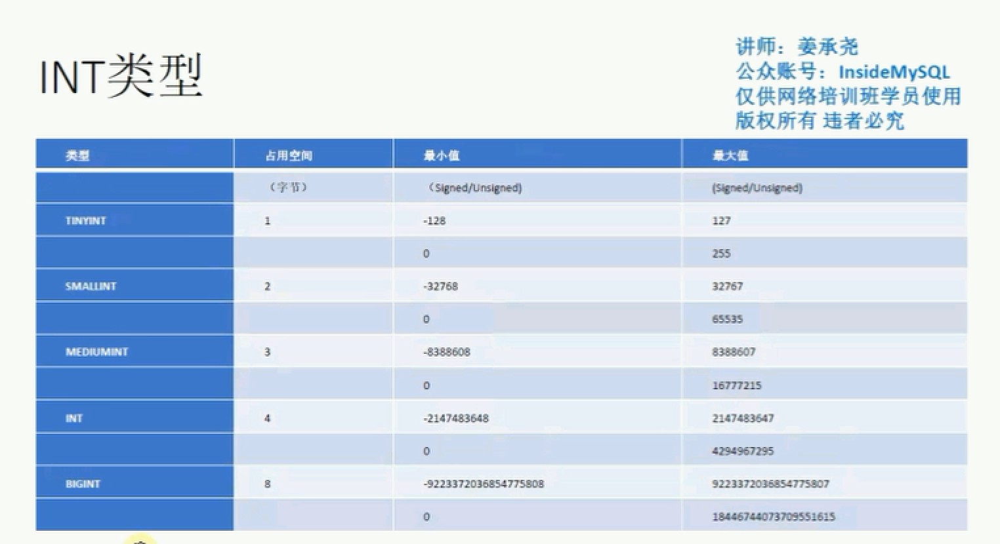 INT类型
讲师：姜承尧
公众账号：InsideMySQL
仅供网络培训班学员使用
版权所有 违者必究
类型 占用空间 最小值 最大值
（字节） （Signed/Unsigned) (Signed/Unsigned)
TINYINT 1 -128 127
0 255
SMALLINT 2 -32768 32767
0 65535
MEDIUMINT 3 -8388608 8388607
0 16777215
INT 4 -2147483648 2147483647
0 4294967295
BIGINT 8 -9223372036854775808 9223372036854775807
0 18446744073709551615